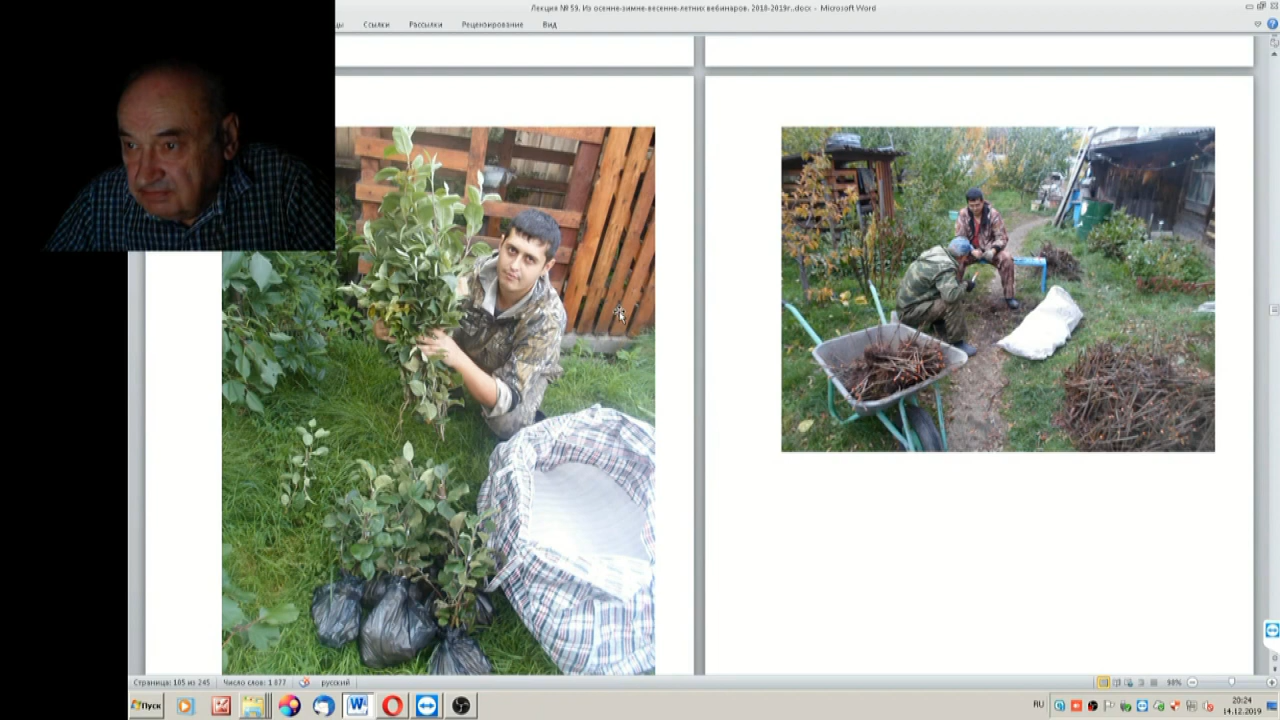 Лекция № 59. Из осенне-зимне-весенне-летних вебинаров. 2018-2019г..docx - Microsoft Word
Ссылки Рассылки Рецензирование Вид
Страница: 105 из 245 Число слов: 1 877 русский 98%
Пуск RU 20:24
14.12.2019